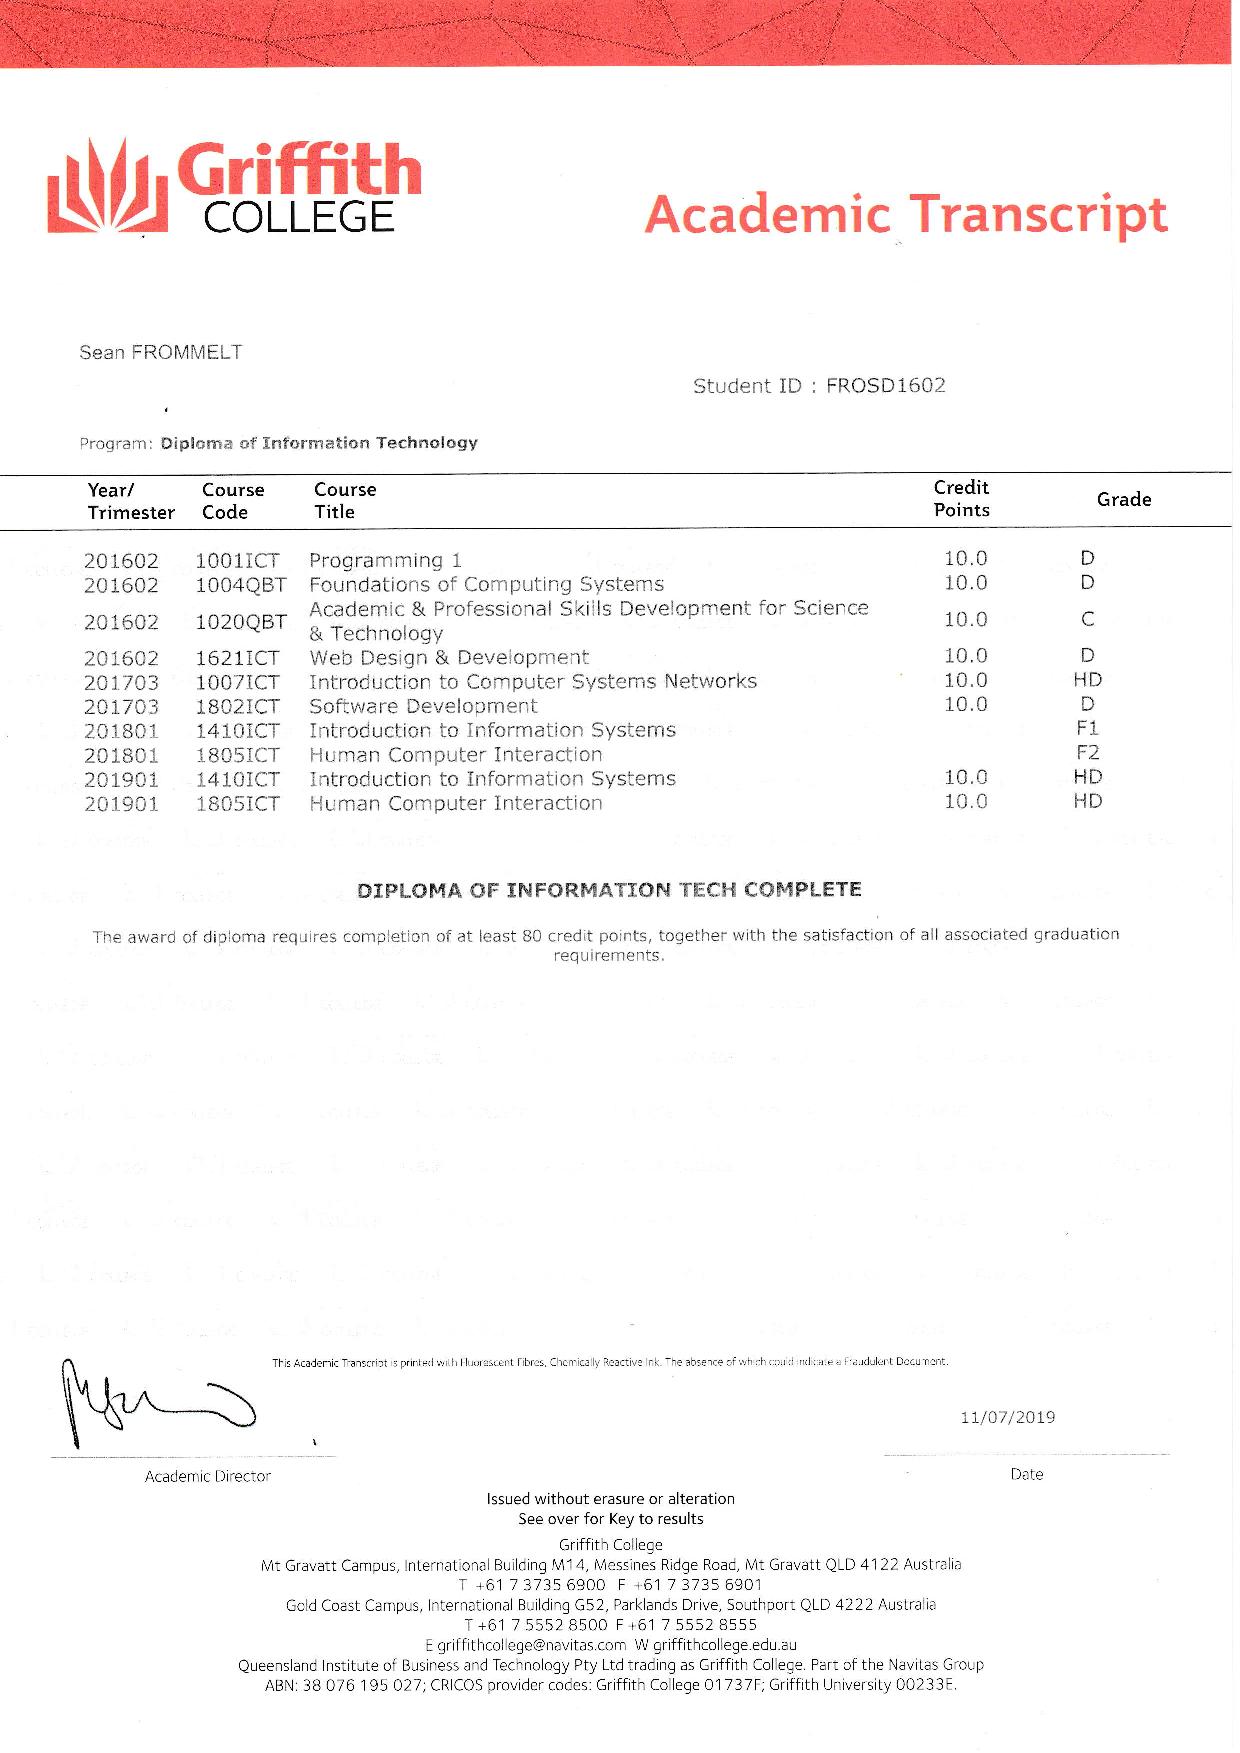 Griffith
COLLEGE
Academic Transcript
Sean FROMMELT
Student ID : FROSD1602
Program: Diploma of Information Technology
Year/ Trimester Course Code Course Title Credit Points Grade
201602 1001ICT Programming 1 10.0 D
201602 1004QBT Foundations of Computing Systems 10.0 D
201602 1020QBT Academic & Professional Skills Development for Science & Technology 10.0 C
201602 1621ICT Web Design & Development 10.0 D
201703 1007ICT Introduction to Computer Systems Networks 10.0 HD
201703 1802ICT Software Development 10.0 D
201801 1410ICT Introduction to Information Systems F1
201801 1805ICT Human Computer Interaction F2
201901 1410ICT Introduction to Information Systems 10.0 HD
201901 1805ICT Human Computer Interaction 10.0 HD
DIPLOMA OF INFORMATION TECH COMPLETE
The award of diploma requires completion of at least 80 credit points, together with the satisfaction of all associated graduation
requirements.
This Academic Transcript is printed with Fluorescent Fibres, Chemically Reactive Ink. The absence of which could indicate a Fraudulent Document.
11/07/2019
Academic Director Date
Issued without erasure or alteration
See over for Key to results
Griffith College
Mt Gravatt Campus, International Building M14, Messines Ridge Road, Mt Gravatt QLD 4122 Australia
T +61 7 3735 6900 F +61 7 3735 6901
Gold Coast Campus, International Building G52, Parklands Drive, Southport QLD 4222 Australia
T +61 7 5552 8500 F +61 7 5552 8555
E griffithcollege@navitas.com W griffithcollege.edu.au
Queensland Institute of Business and Technology Pty Ltd trading as Griffith College. Part of the Navitas Group
ABN: 38 076 195 027; CRICOS provider codes: Griffith College 01737F; Griffith University 00233E.